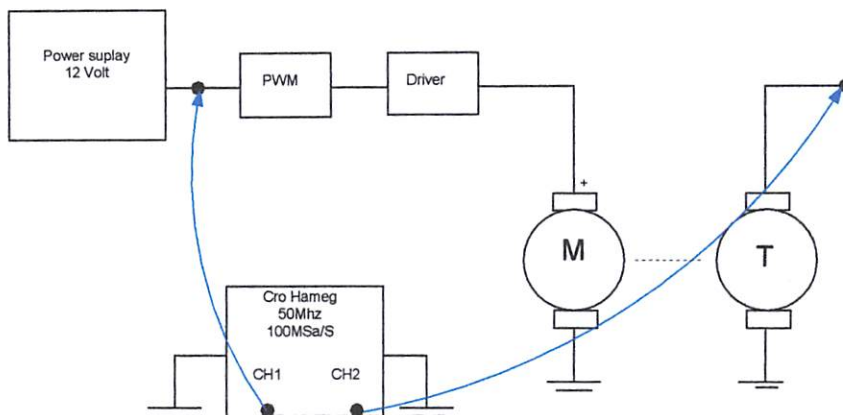 Power suplay
12 Volt
PWM
Driver
+
M
T
Cro Hameg
50Mhz
100MSa/S
CH1
CH2